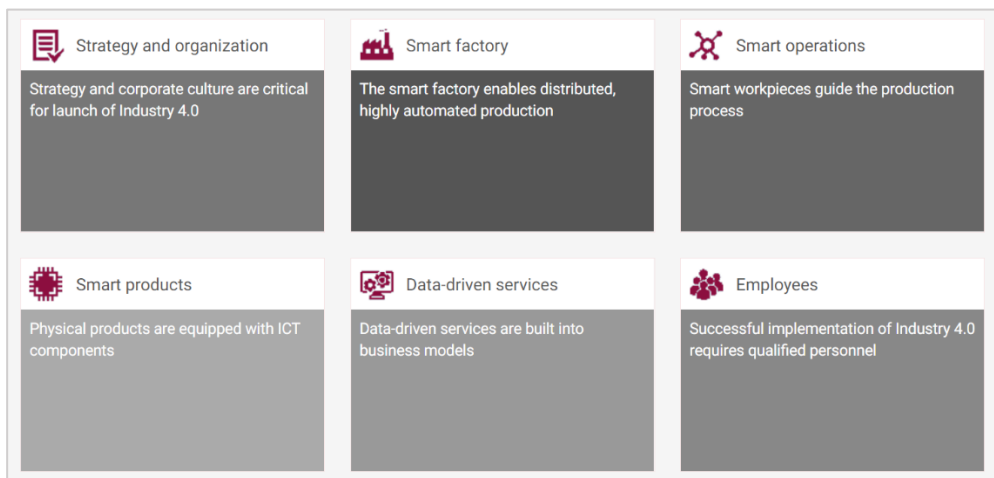 Strategy and organization
Strategy and corporate culture are critical
for launch of Industry 4.0
Smart factory
The smart factory enables distributed,
highly automated production
Smart operations
Smart workpieces guide the production
process
Smart products
Physical products are equipped with ICT
components
Data-driven services
Data-driven services are built into
business models
Employees
Successful implementation of Industry 4.0
requires qualified personnel